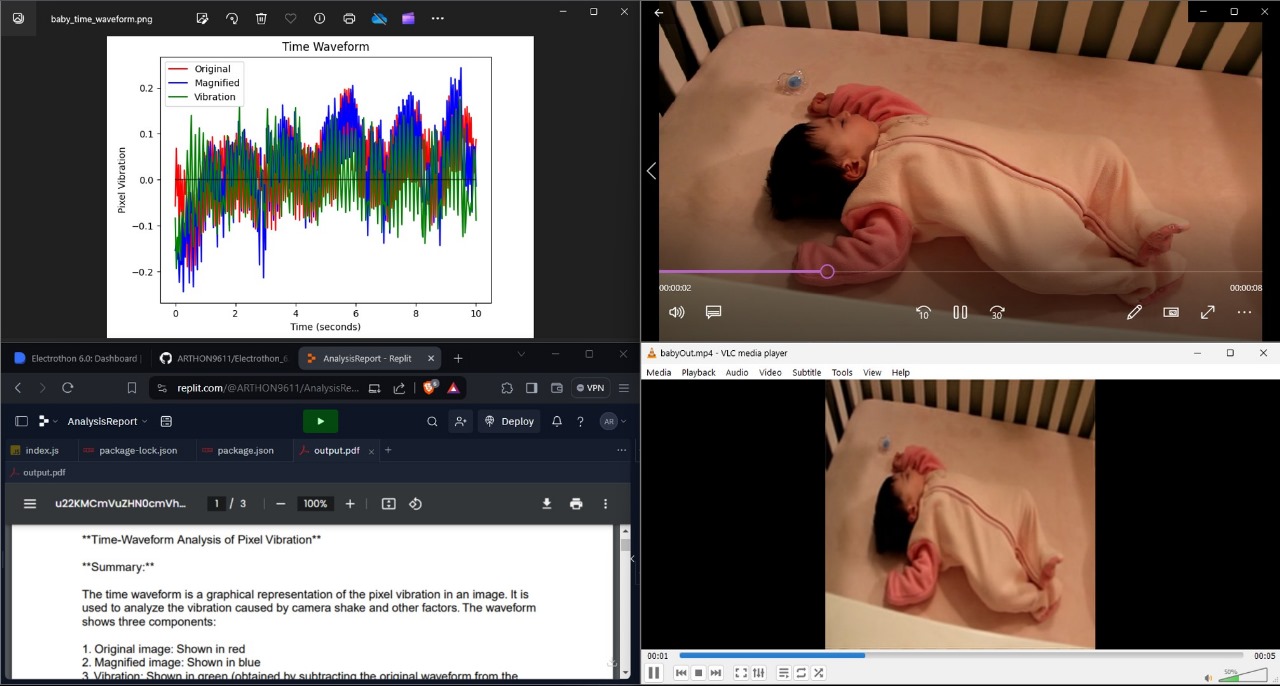 baby_time_waveform.png
Time Waveform
Original
Magnified
Vibration
0.2
0.1
0.0
−0.1
−0.2
Pixel Vibration
0 2 4 6 8 10
Time (seconds)
00:00:02 00:00:08
10 30
Electrothon 6.0: Dashboard
ARTHON9611/Electrothon_6.
AnalysisReport - Replit
replit.com/@ARTHON9611/AnalysisRe...
6
VPN
AnalysisReport
Deploy
?
AR
index.js
package-lock.json
package.json
output.pdf
output.pdf
u22KMCmVuZHN0cmVh...
1 / 3
100%
**Time-Waveform Analysis of Pixel Vibration**
**Summary:**
The time waveform is a graphical representation of the pixel vibration in an image. It is
used to analyze the vibration caused by camera shake and other factors. The waveform
shows three components:
1. Original image: Shown in red
2. Magnified image: Shown in blue
3. Vibration: Shown in green (obtained by subtracting the original waveform from the
babyOut.mp4 - VLC media player
Media Playback Audio Video Subtitle Tools View Help
00:01 00:05
50%